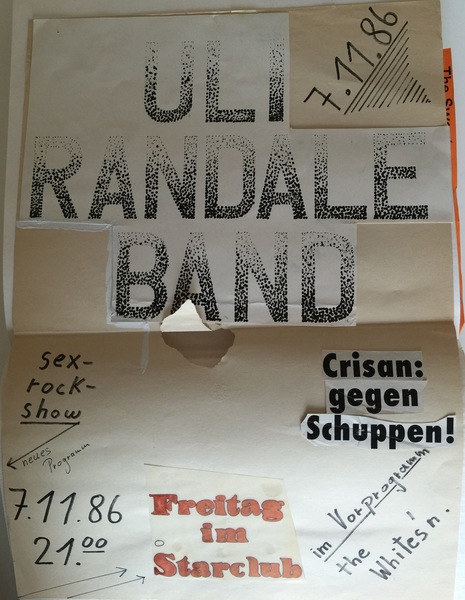 7.11.86
ULI
RANDALE
BAND
sex-
rock-
show
neues
Programm
Crisan:
gegen
Schuppen!
7.11.86
21.00
Freitag
im
Starclub
im Vorprogramm
the Whites'n.